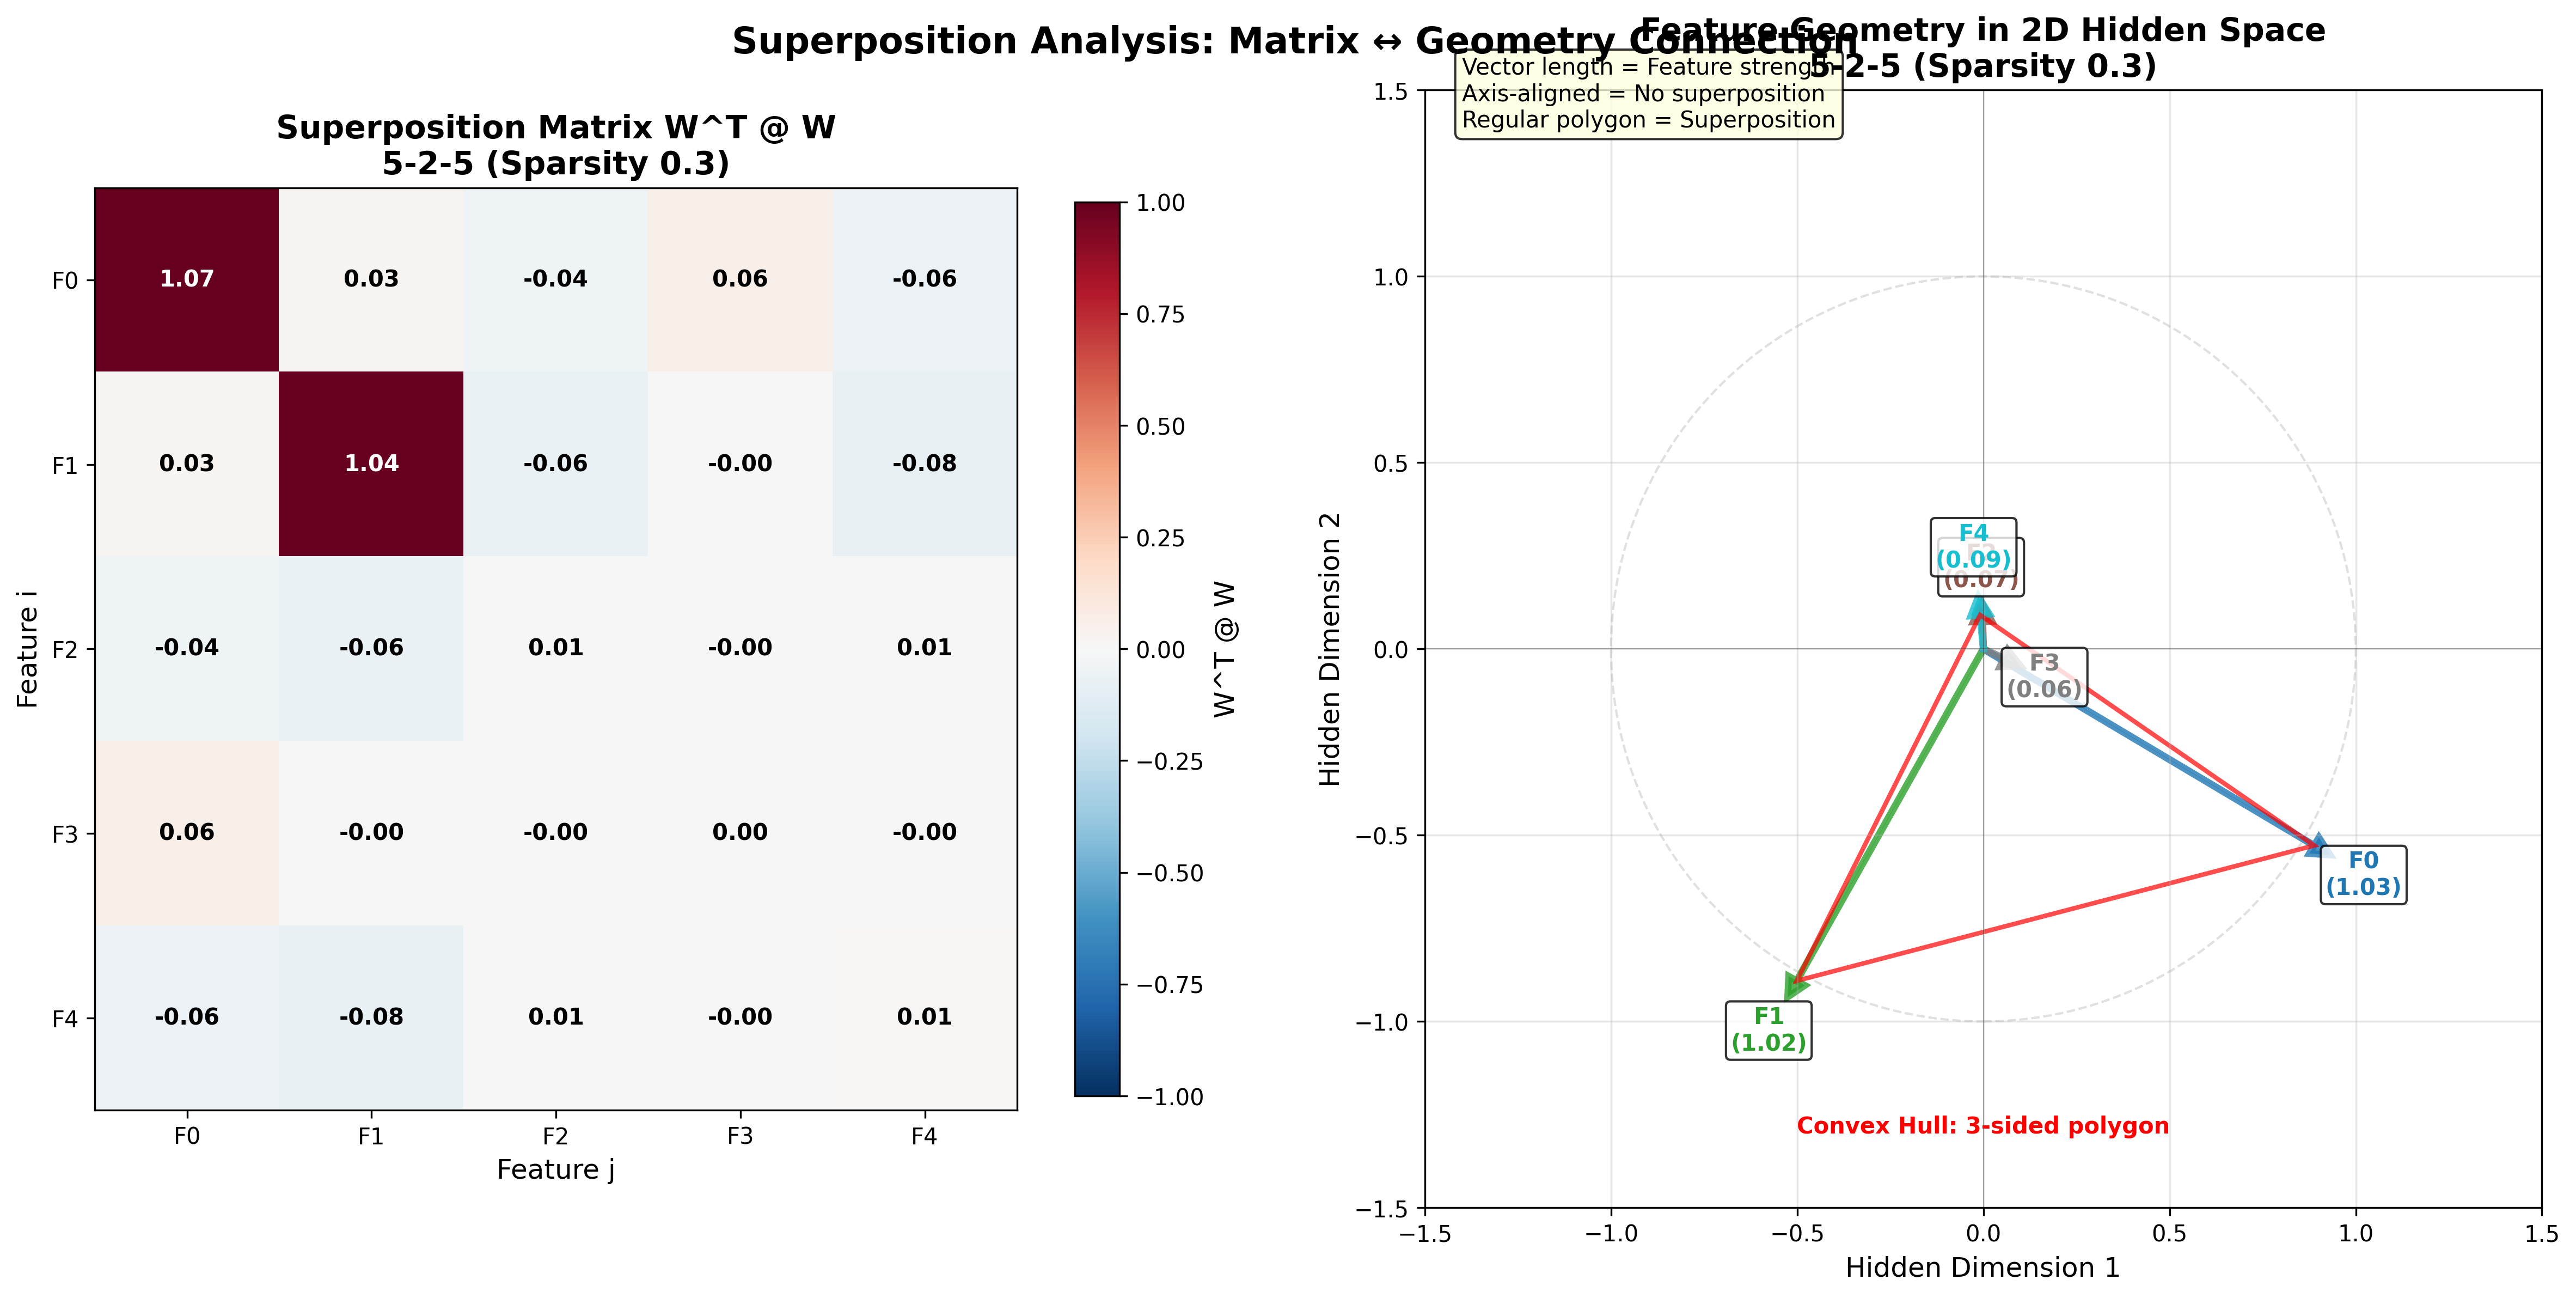 Superposition Analysis: Matrix ↔ Geometry Connection
Superposition Matrix W^T @ W
5-2-5 (Sparsity 0.3)
F0
F1
F2
F3
F4
Feature i
1.07 0.03 -0.04 0.06 -0.06
0.03 1.04 -0.06 -0.00 -0.08
-0.04 -0.06 0.01 -0.00 0.01
0.06 -0.00 -0.00 0.00 -0.00
-0.06 -0.08 0.01 -0.00 0.01
F0 F1 F2 F3 F4
Feature j
1.00
0.75
0.50
0.25
0.00
−0.25
−0.50
−0.75
−1.00
W^T @ W
Feature Geometry in 2D Hidden Space
5-2-5 (Sparsity 0.3)
Vector length = Feature strength
Axis-aligned = No superposition
Regular polygon = Superposition
1.5
1.0
0.5
0.0
−0.5
−1.0
−1.5
Hidden Dimension 2
F4
(0.09)
(0.07)
F3
(0.06)
F0
(1.03)
F1
(1.02)
Convex Hull: 3-sided polygon
−1.5 −1.0 −0.5 0.0 0.5 1.0 1.5
Hidden Dimension 1